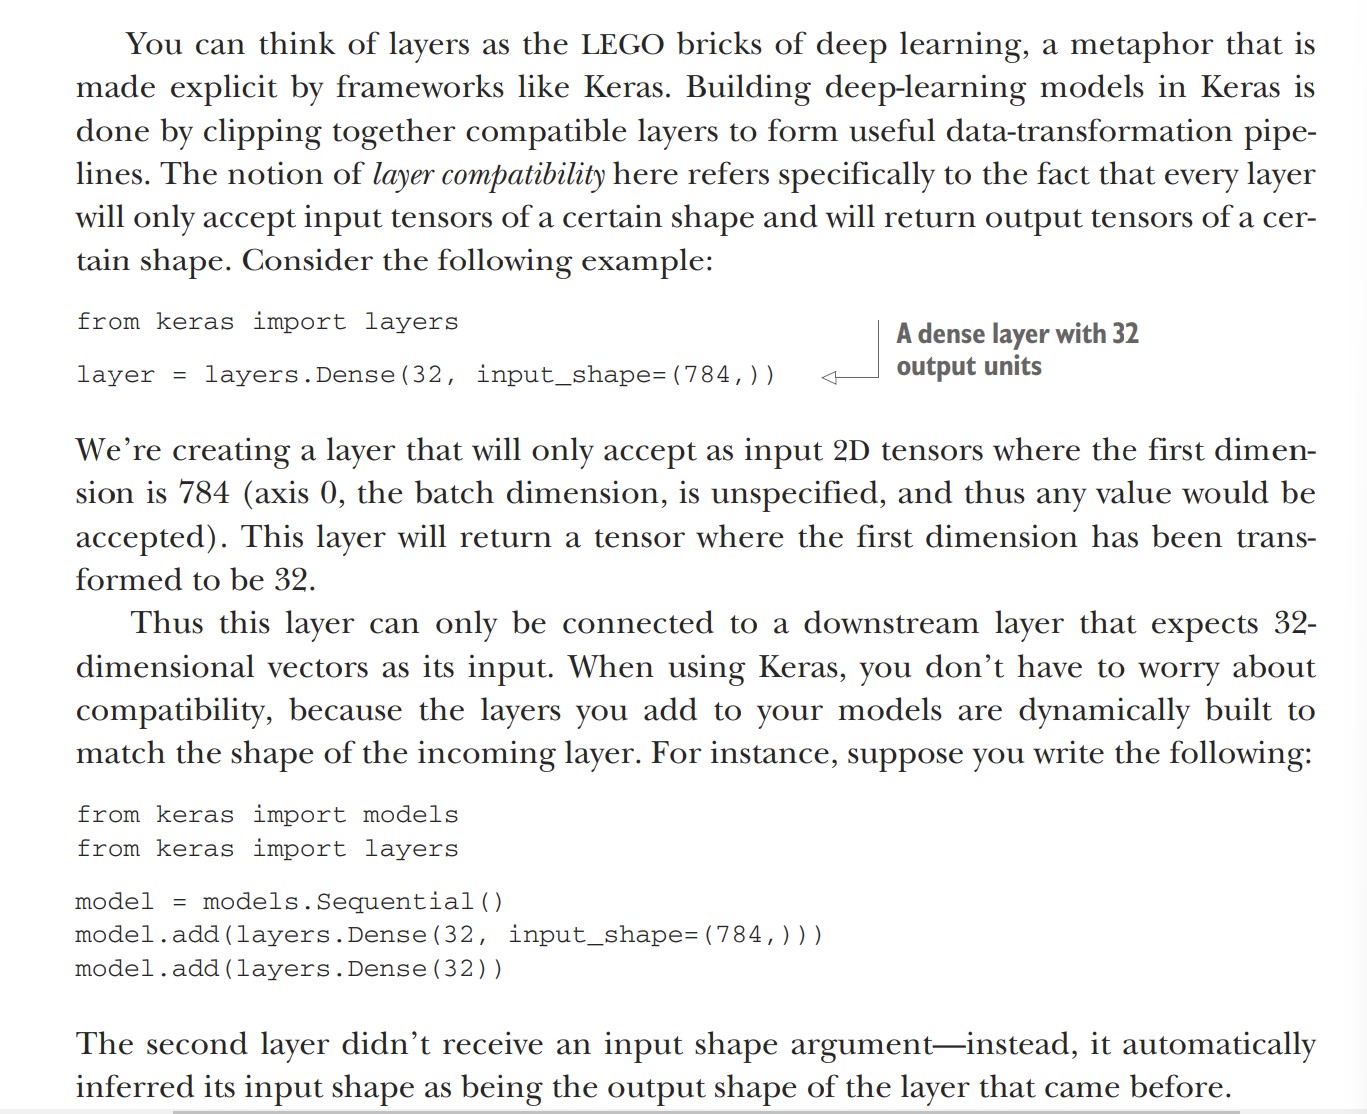 You can think of layers as the LEGO bricks of deep learning, a metaphor that is
made explicit by frameworks like Keras. Building deep-learning models in Keras is
done by clipping together compatible layers to form useful data-transformation pipe-
lines. The notion of layer compatibility here refers specifically to the fact that every layer
will only accept input tensors of a certain shape and will return output tensors of a cer-
tain shape. Consider the following example:
from keras import layers
layer = layers.Dense(32, input_shape=(784,))
A dense layer with 32
output units
We’re creating a layer that will only accept as input 2D tensors where the first dimen-
sion is 784 (axis 0, the batch dimension, is unspecified, and thus any value would be
accepted). This layer will return a tensor where the first dimension has been trans-
formed to be 32.
Thus this layer can only be connected to a downstream layer that expects 32-
dimensional vectors as its input. When using Keras, you don’t have to worry about
compatibility, because the layers you add to your models are dynamically built to
match the shape of the incoming layer. For instance, suppose you write the following:
from keras import models
from keras import layers
model = models.Sequential()
model.add(layers.Dense(32, input_shape=(784,)))
model.add(layers.Dense(32))
The second layer didn’t receive an input shape argument—instead, it automatically
inferred its input shape as being the output shape of the layer that came before.